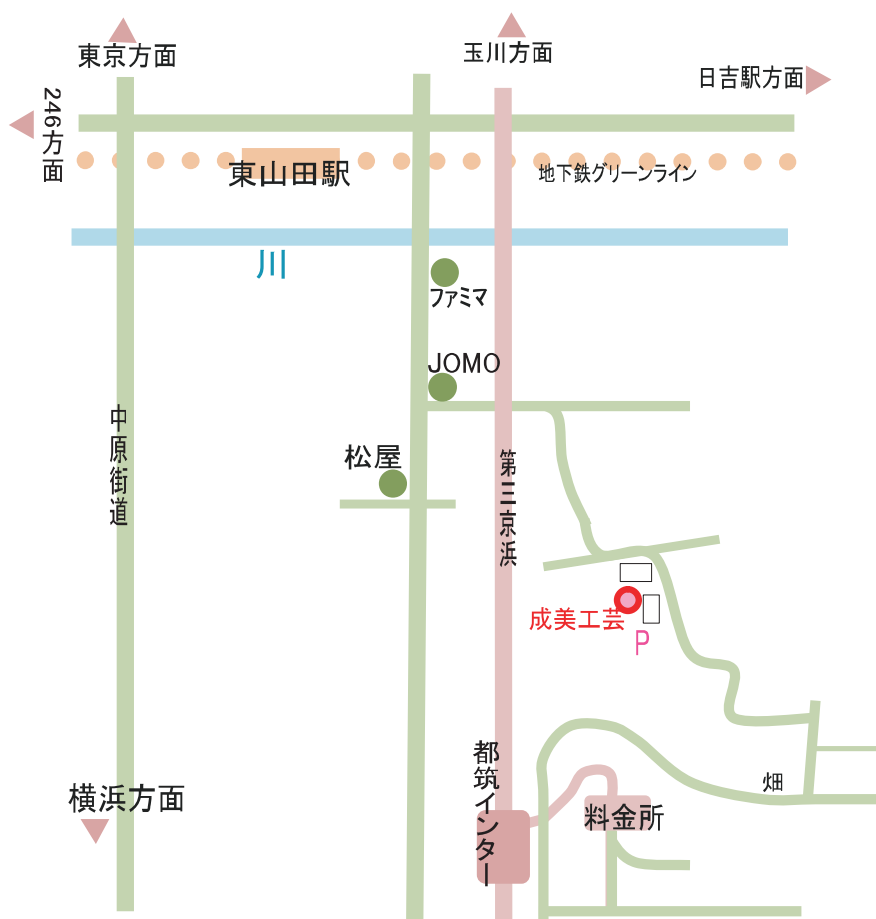 東京方面
玉川方面
日吉駅方面
246方面
東山田駅
地下鉄グリーンライン
川
ファミマ
JOMO
中原街道
松屋
第三京浜
成美工芸
P
都筑インター
畑
横浜方面
料金所